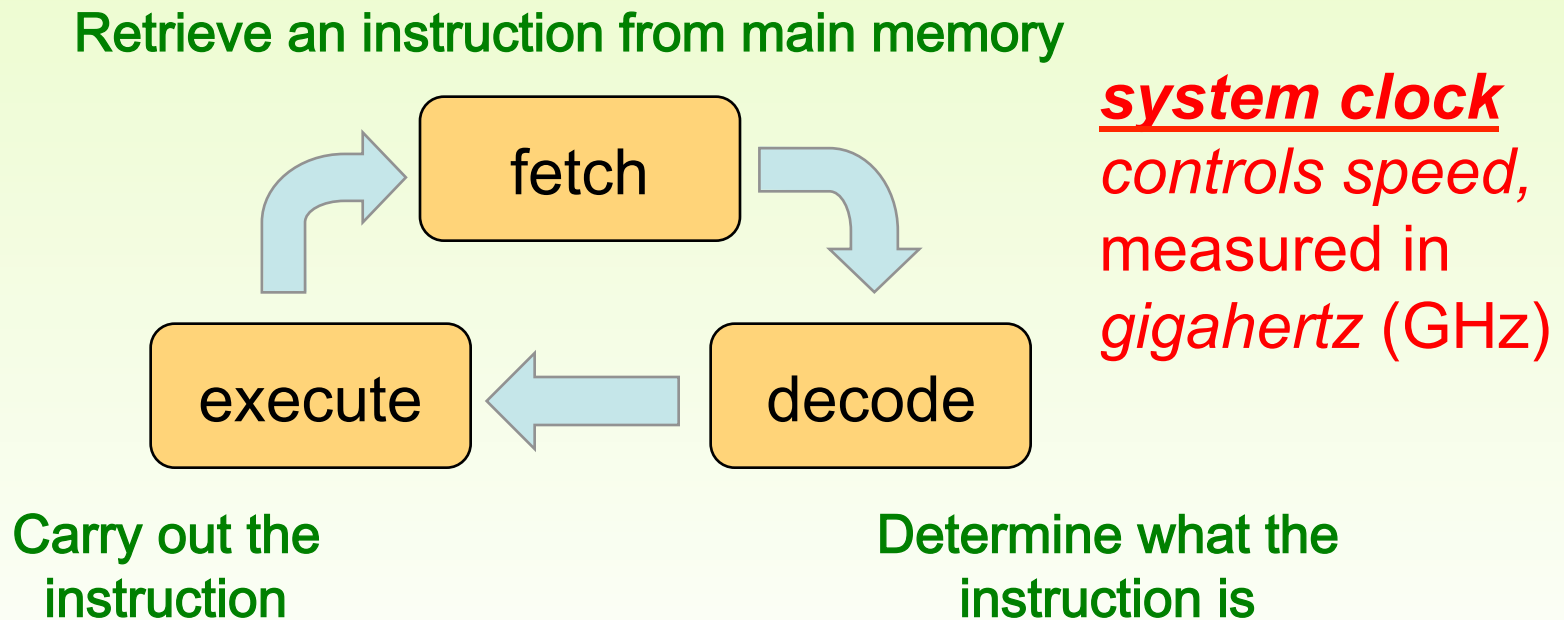 Retrieve an instruction from main memory
fetch
system clock
controls speed,
measured in
gigahertz (GHz)
execute
decode
Carry out the
instruction
Determine what the
instruction is